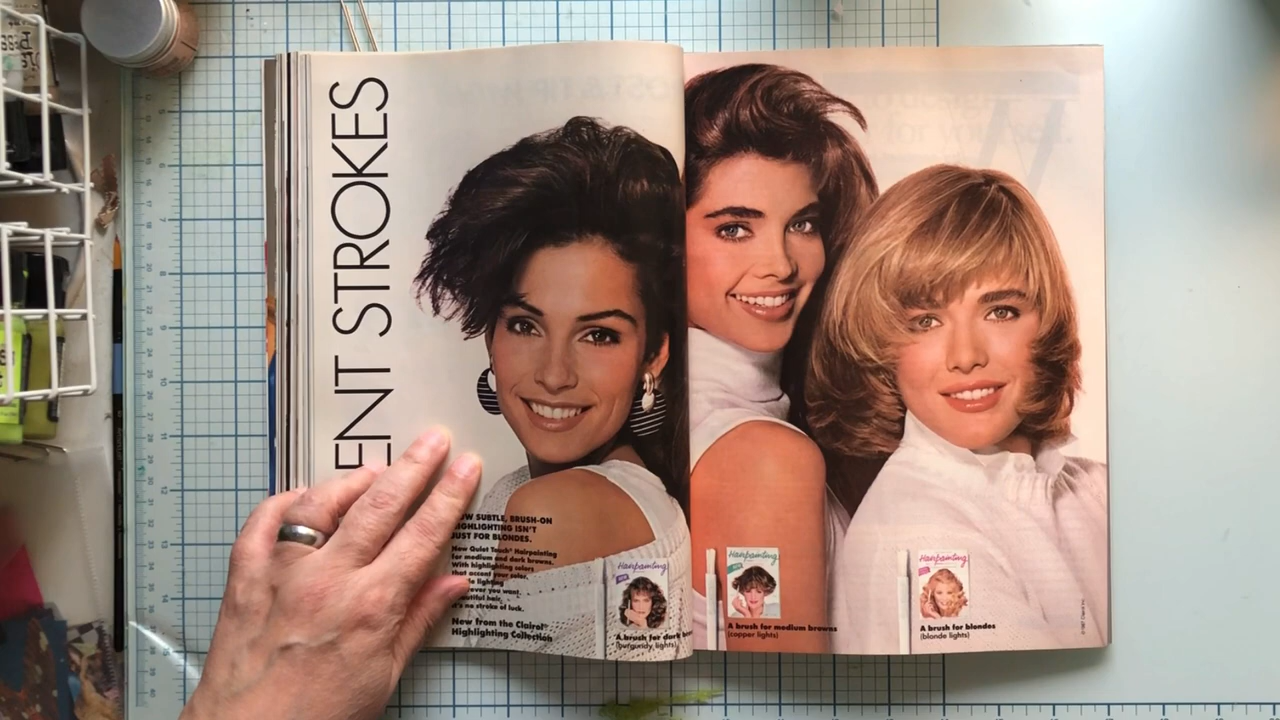 ENT STROKES
SUBTLE, BRUSH-ON
HIGHLIGHTING ISN'T
JUST FOR BLONDES.
New Quiet Touch® Hairpainting
for medium and dark browns.
With highlighting colors
that accent your color.
lighting
you want.
hair.
It's no stroke of luck.
New from the Clairol®
Highlighting Collection
Hairpainting
A brush for dark
(burgundy lights)
Hairpainting
A brush for medium browns
(copper lights)
Hairpainting
A brush for blondes
(blonde lights)